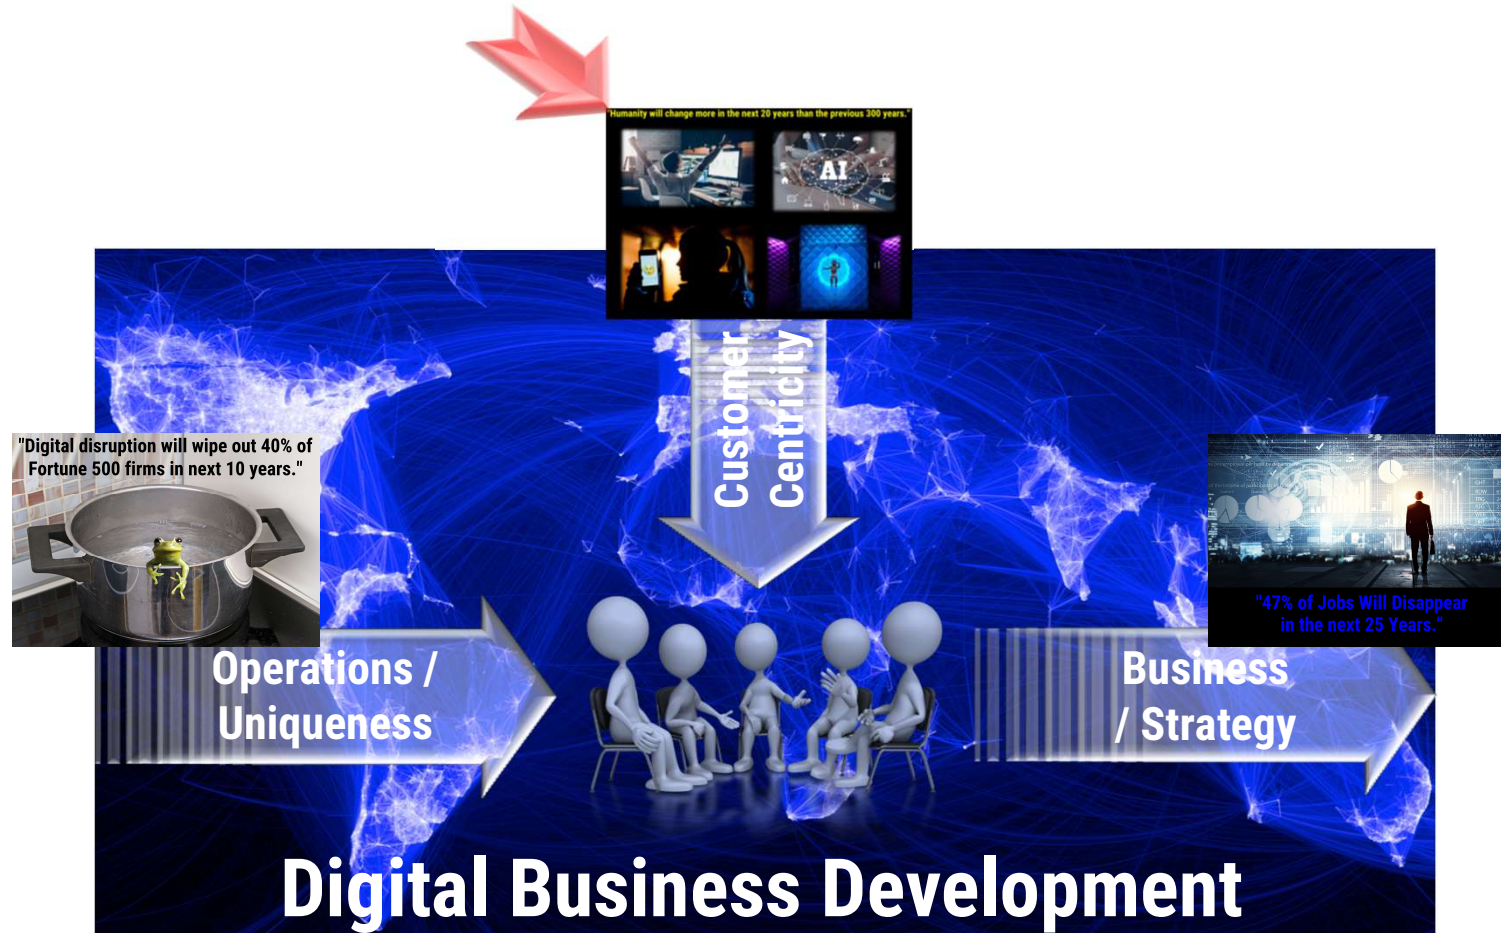 "Humanity will change more in the next 20 years than the previous 300 years."
AI
Customer
Centricity
"Digital disruption will wipe out 40% of
Fortune 500 firms in next 10 years."
"47% of Jobs Will Disappear
in the next 25 Years."
Operations /
Uniqueness
Business
/ Strategy
Digital Business Development